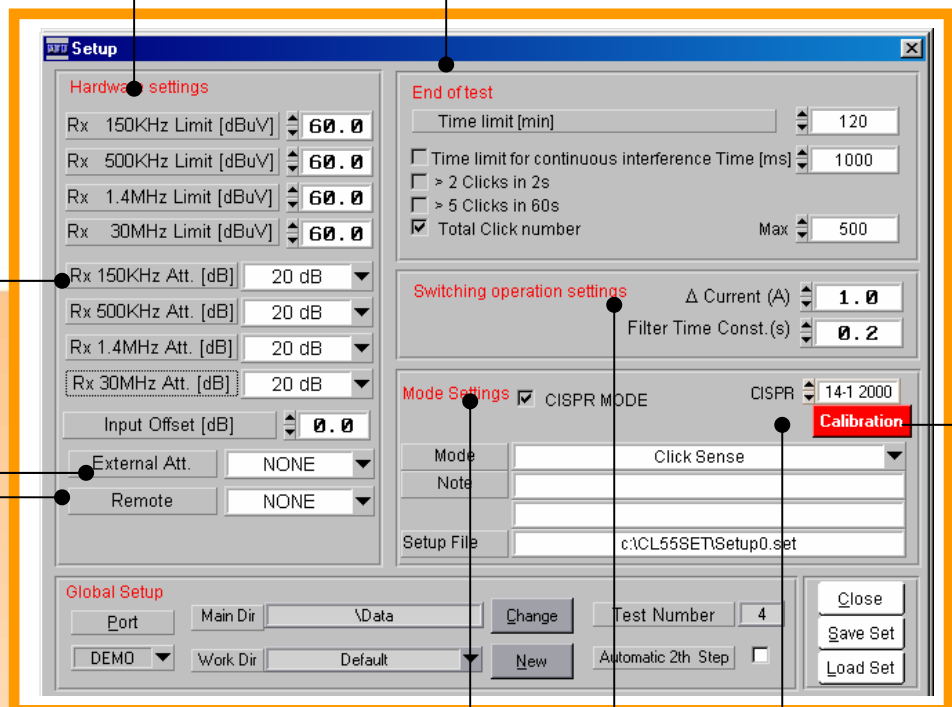 Setup
Hardware settings
Rx 150KHz Limit [dBuV] 60.0
Rx 500KHz Limit [dBuV] 60.0
Rx 1.4MHz Limit [dBuV] 60.0
Rx 30MHz Limit [dBuV] 60.0
Rx 150KHz Att. [dB] 20 dB
Rx 500KHz Att. [dB] 20 dB
Rx 1.4MHz Att. [dB] 20 dB
Rx 30MHz Att. [dB] 20 dB
Input Offset [dB] 0.0
External Att. NONE
Remote NONE
End of test
Time limit [min] 120
Time limit for continuous interference Time [ms] 1000
> 2 Clicks in 2s
> 5 Clicks in 60s
Total Click number Max 500
Switching operation settings Δ Current (A) 1.0
Filter Time Const.(s) 0.2
Mode Settings CISPR MODE CISPR 14-1 2000
Calibration
Mode Click Sense
Note
Setup File c:\CL55SET\Setup0.set
Global Setup
Port Main Dir \Data Change Test Number 4
DEMO Work Dir Default New Automatic 2th Step
Close
Save Set
Load Set